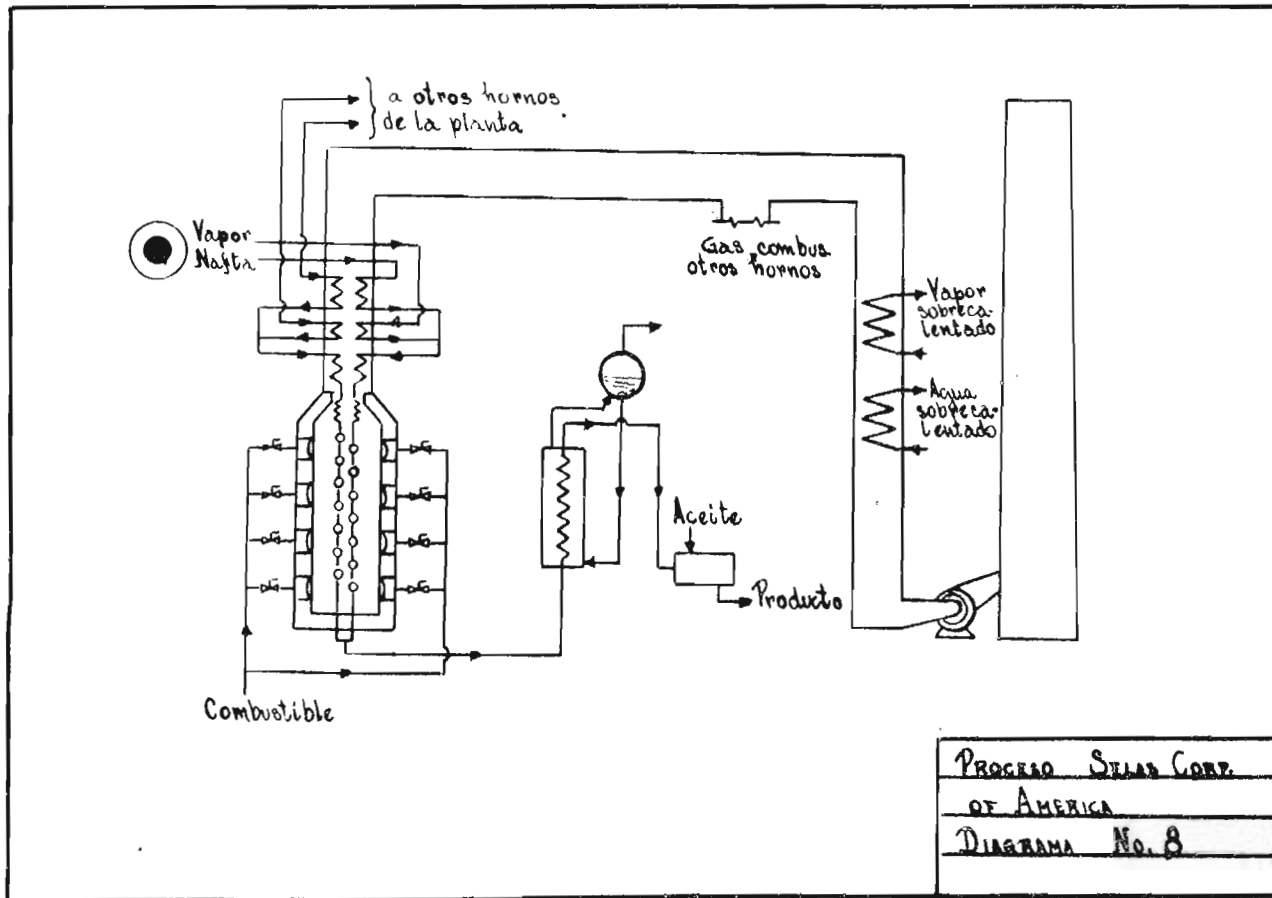 a otros hornos
de la planta
Vapor
Nafta
Gas combus
otros hornos
Vapor
sobreca-
lentado
Agua
sobreca-
lentado
Aceite
Producto
Combustible
PROCESO SELAS CORP.
OF AMERICA
DIAGRAMA No. 8